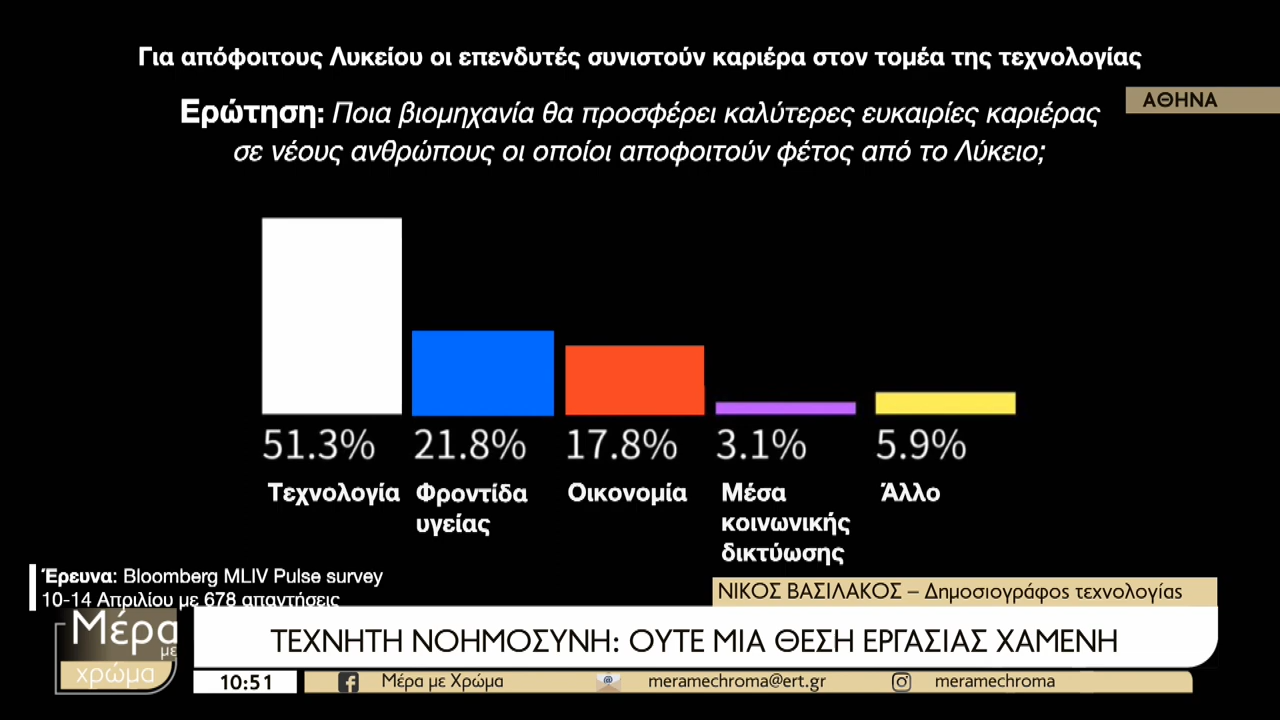 Για απόφοιτους Λυκείου οι επενδυτές συνιστούν καριέρα στον τομέα της τεχνολογίας
ΑΘΗΝΑ
Ερώτηση: Ποια βιομηχανία θα προσφέρει καλύτερες ευκαιρίες καριέρας
σε νέους ανθρώπους οι οποίοι αποφοιτούν φέτος από το Λύκειο;
51.3% 21.8% 17.8% 3.1% 5.9%
Τεχνολογία Φροντίδα Οικονομία Μέσα Άλλο
υγείας κοινωνικής
δικτύωσης
Έρευνα: Bloomberg MLIV Pulse survey
10-14 Απριλίου με 678 απαντήσεις
ΝΙΚΟΣ ΒΑΣΙΛΑΚΟΣ – Δημοσιογράφος τεχνολογίας
Μέρα
με
χρώμα
ΤΕΧΝΗΤΗ ΝΟΗΜΟΣΥΝΗ: ΟΥΤΕ ΜΙΑ ΘΕΣΗ ΕΡΓΑΣΙΑΣ ΧΑΜΕΝΗ
10:51 Μέρα με Χρώμα meramechroma@ert.gr meramechroma